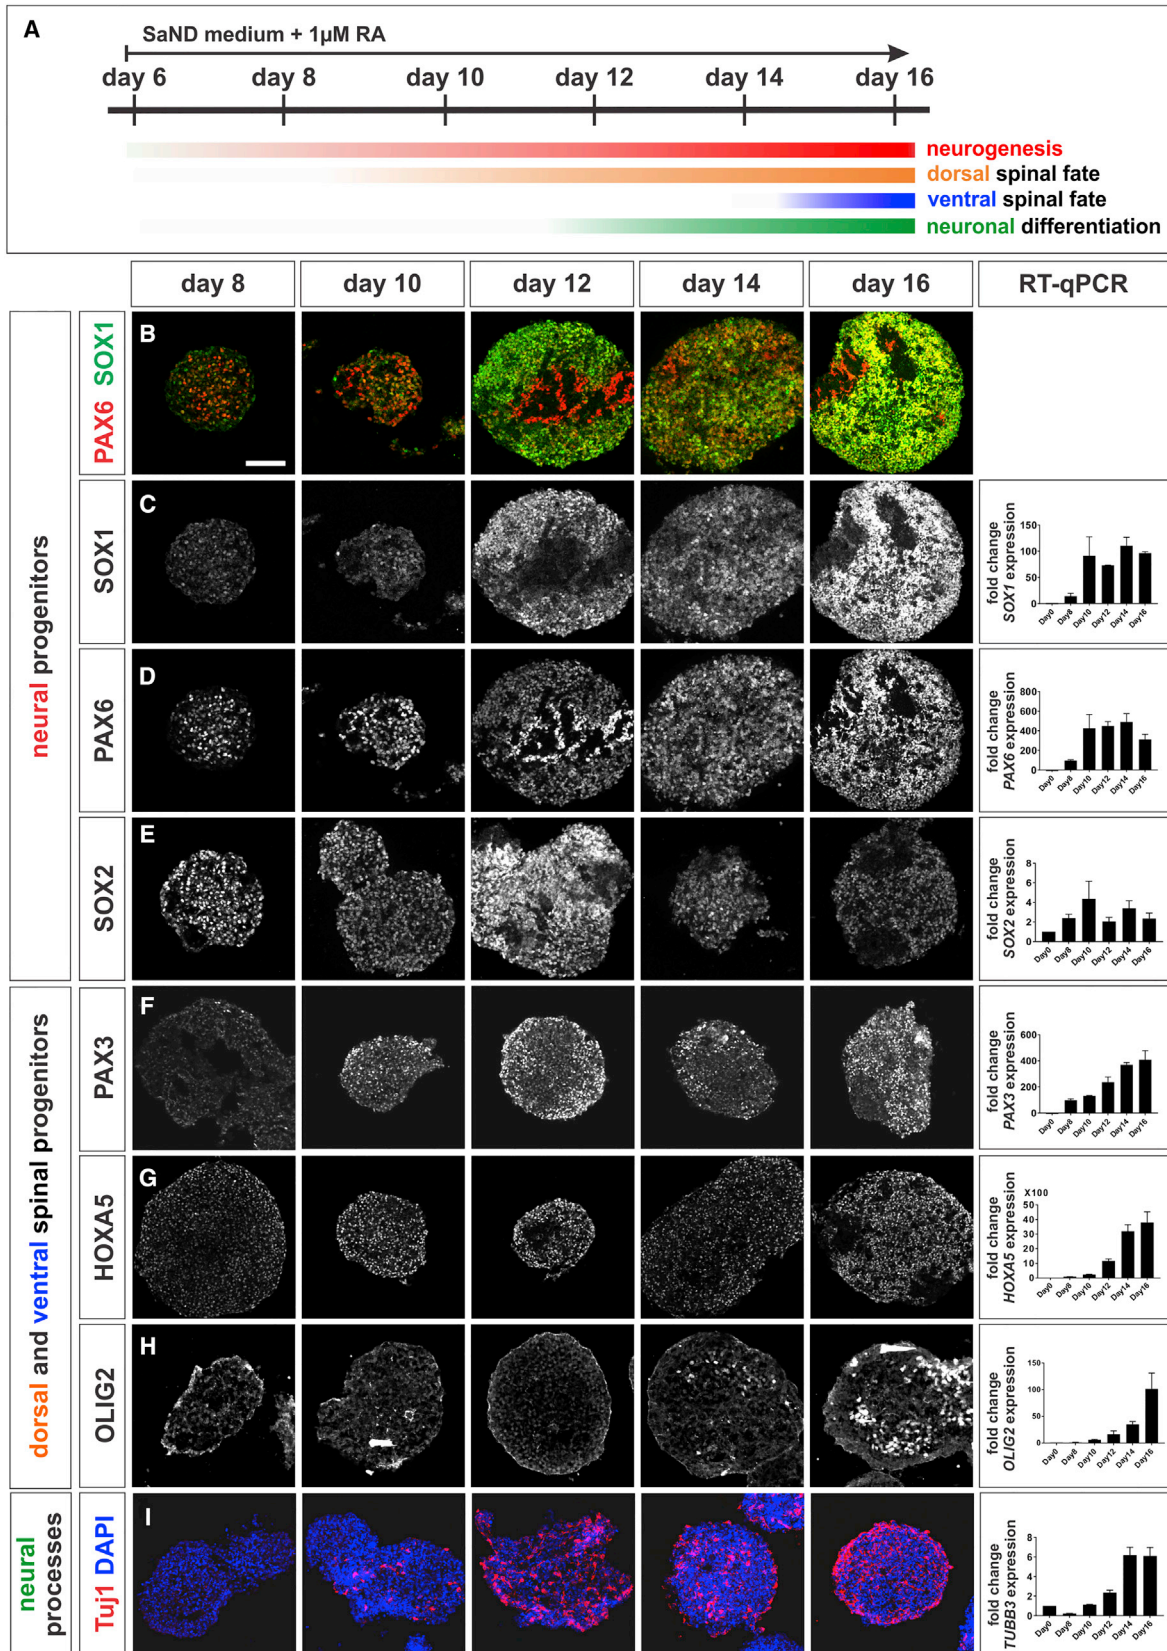 A
SaND medium + 1µM RA
day 6 day 8 day 10 day 12 day 14 day 16
neurogenesis
dorsal spinal fate
ventral spinal fate
neuronal differentiation
day 8 day 10 day 12 day 14 day 16 RT-qPCR
neural progenitors
PAX6 SOX1
B
SOX1
C
fold change
SOX1 expression
150
100
50
0
Day0 Day8 Day10 Day12 Day14 Day16
PAX6
D
fold change
PAX6 expression
800
600
400
200
0
Day0 Day8 Day10 Day12 Day14 Day16
SOX2
E
fold change
SOX2 expression
8
6
4
2
0
Day0 Day8 Day10 Day12 Day14 Day16
dorsal and ventral spinal progenitors
PAX3
F
fold change
PAX3 expression
600
400
200
0
Day0 Day8 Day10 Day12 Day14 Day16
HOXA5
G
fold change
HOXA5 expression
X100
50
40
30
20
10
0
Day0 Day8 Day10 Day12 Day14 Day16
OLIG2
H
fold change
OLIG2 expression
150
100
50
0
Day0 Day8 Day10 Day12 Day14 Day16
neural
processes
Tuj1 DAPI
I
fold change
TUBB3 expression
8
6
4
2
0
Day0 Day8 Day10 Day12 Day14 Day16